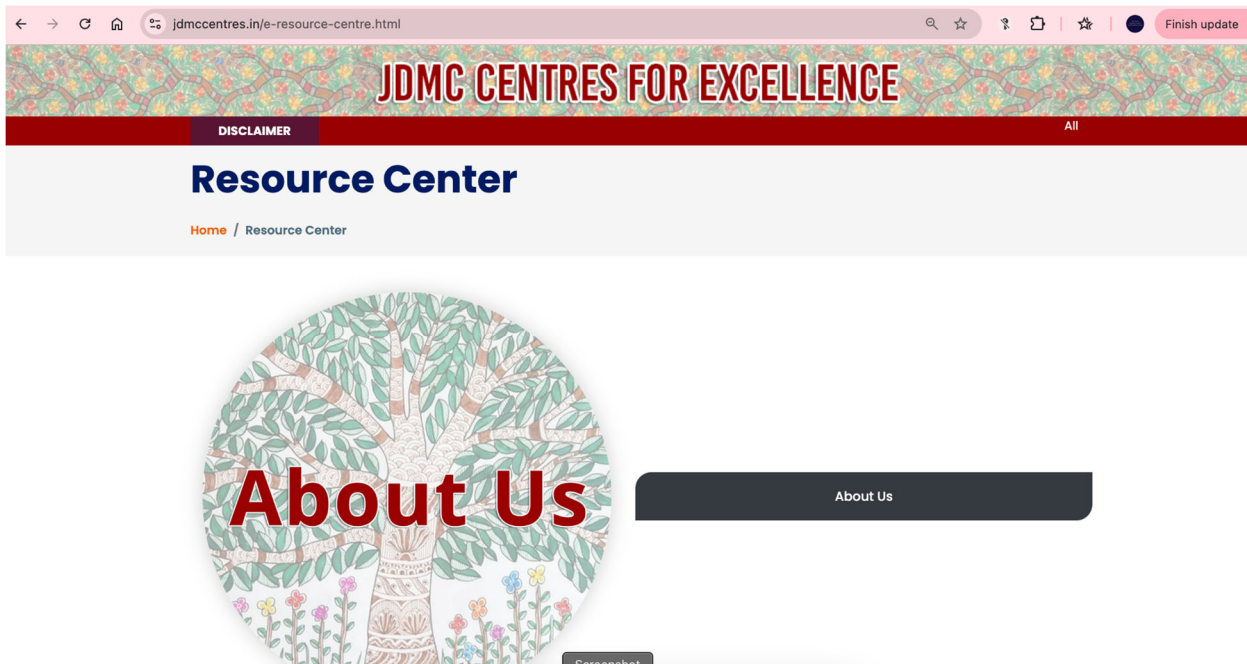 jdmccentres.in/e-resource-centre.html
Finish update
JDMC CENTRES FOR EXCELLENCE
DISCLAIMER
All
Resource Center
Home / Resource Center
About Us
About Us
Screenshot